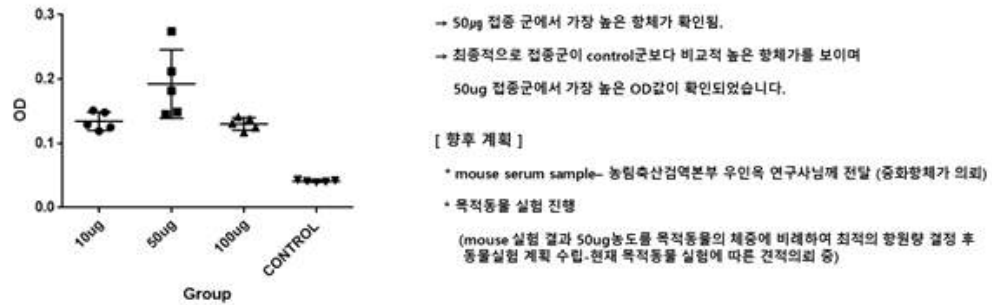 0.3
0.2
0.1
0.0
OD
10ug
50ug
100ug
CONTROL
Group
→ 50㎍ 접종 군에서 가장 높은 항체가 확인됨.
→ 최종적으로 접종군이 control군보다 비교적 높은 항체가를 보이며
50ug 접종군에서 가장 높은 OD값이 확인되었습니다.
[ 향후 계획 ]
* mouse serum sample– 농림축산검역본부 우인옥 연구사님께 전달 (중화항체가 의뢰)
* 목적동물 실험 진행
(mouse 실험 결과 50ug농도를 목적동물의 체중에 비례하여 최적의 항원량 결정 후
동물실험 계획 수립-현재 목적동물 실험에 따른 견적의뢰 중)